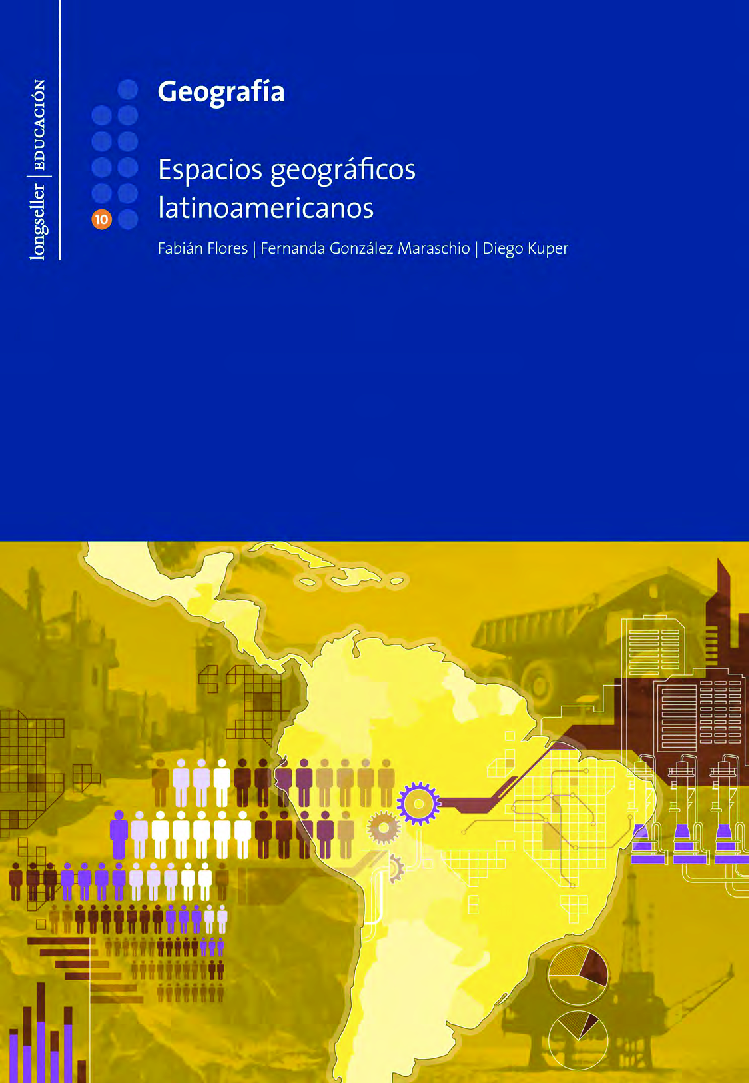 longseller | EDUCACIÓN
Geografía
Espacios geográficos
latinoamericanos
10
Fabián Flores | Fernanda González Maraschio | Diego Kuper